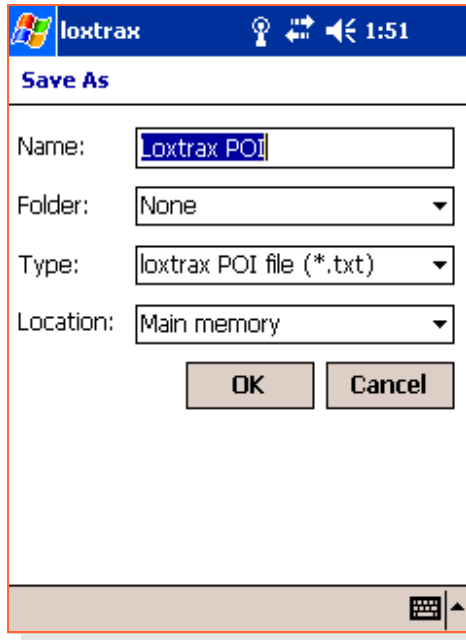 loxtrax 1:51
Save As
Name: Loxtrax POI
Folder: None
Type: loxtrax POI file (*.txt)
Location: Main memory
OK Cancel